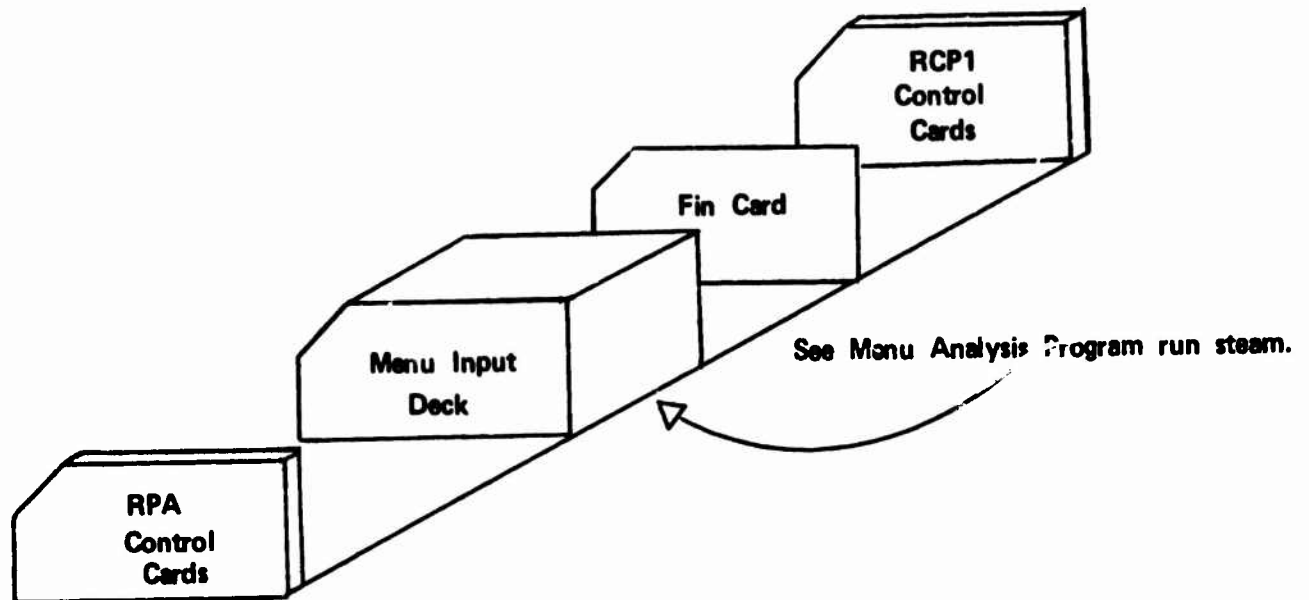 RCP1
Control
Cards
Fin Card
See Menu Analysis Program run steam.
Menu Input
Deck
RPA
Control
Cards